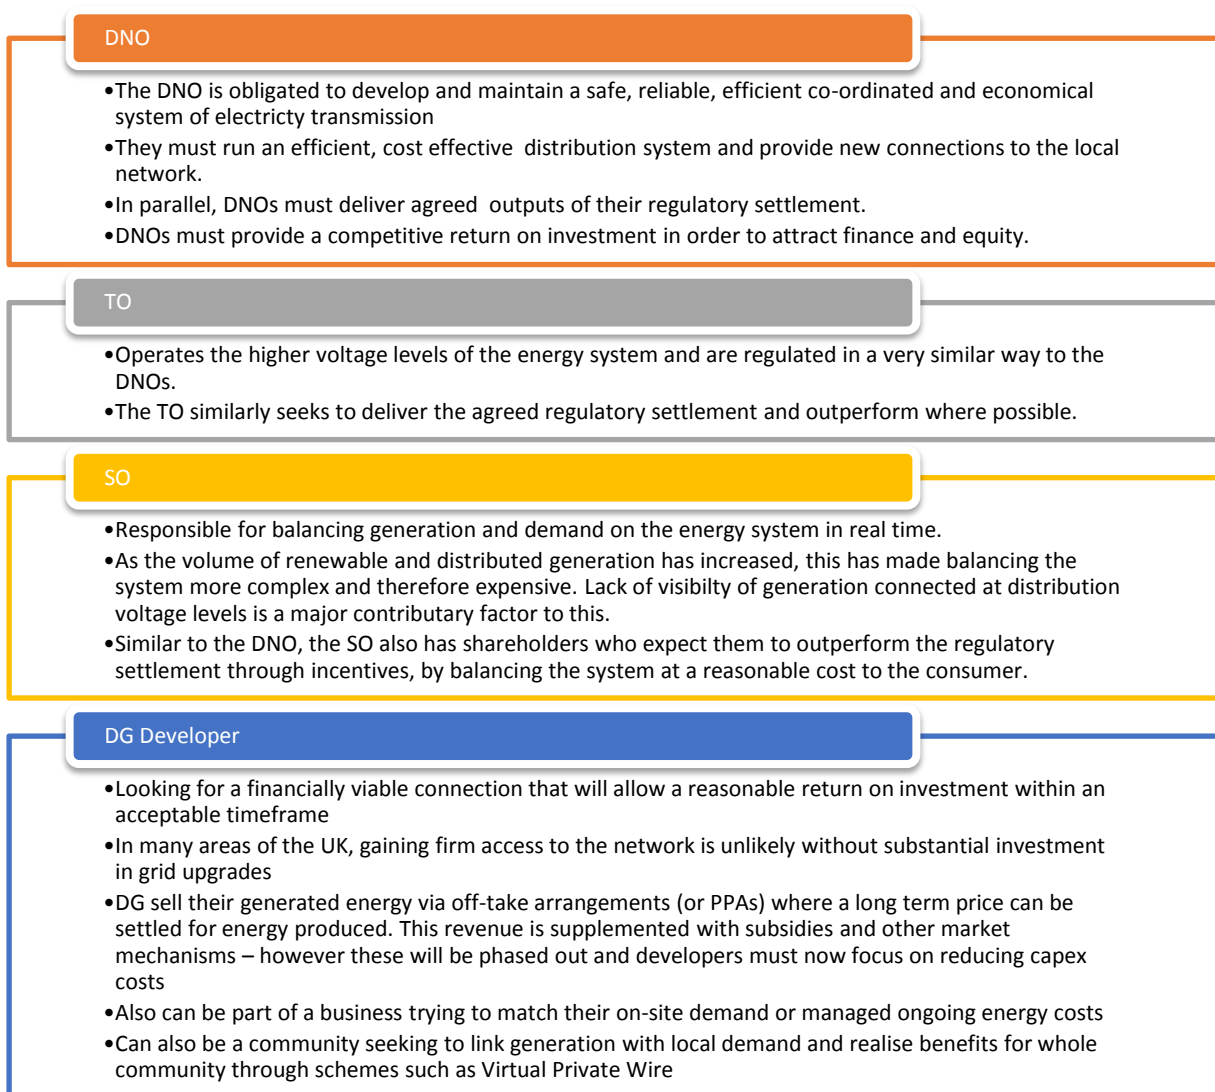 DNO
•The DNO is obligated to develop and maintain a safe, reliable, efficient co-ordinated and economical
system of electricty transmission
•They must run an efficient, cost effective  distribution system and provide new connections to the local
network.
•In parallel, DNOs must deliver agreed  outputs of their regulatory settlement.
•DNOs must provide a competitive return on investment in order to attract finance and equity.
TO
•Operates the higher voltage levels of the energy system and are regulated in a very similar way to the
DNOs.
•The TO similarly seeks to deliver the agreed regulatory settlement and outperform where possible.
SO
•Responsible for balancing generation and demand on the energy system in real time.
•As the volume of renewable and distributed generation has increased, this has made balancing the
system more complex and therefore expensive. Lack of visibilty of generation connected at distribution
voltage levels is a major contributary factor to this.
•Similar to the DNO, the SO also has shareholders who expect them to outperform the regulatory
settlement through incentives, by balancing the system at a reasonable cost to the consumer.
DG Developer
•Looking for a financially viable connection that will allow a reasonable return on investment within an
acceptable timeframe
•In many areas of the UK, gaining firm access to the network is unlikely without substantial investment
in grid upgrades
•DG sell their generated energy via off-take arrangements (or PPAs) where a long term price can be
settled for energy produced. This revenue is supplemented with subsidies and other market
mechanisms – however these will be phased out and developers must now focus on reducing capex
costs
•Also can be part of a business trying to match their on-site demand or managed ongoing energy costs
•Can also be a community seeking to link generation with local demand and realise benefits for whole
community through schemes such as Virtual Private Wire